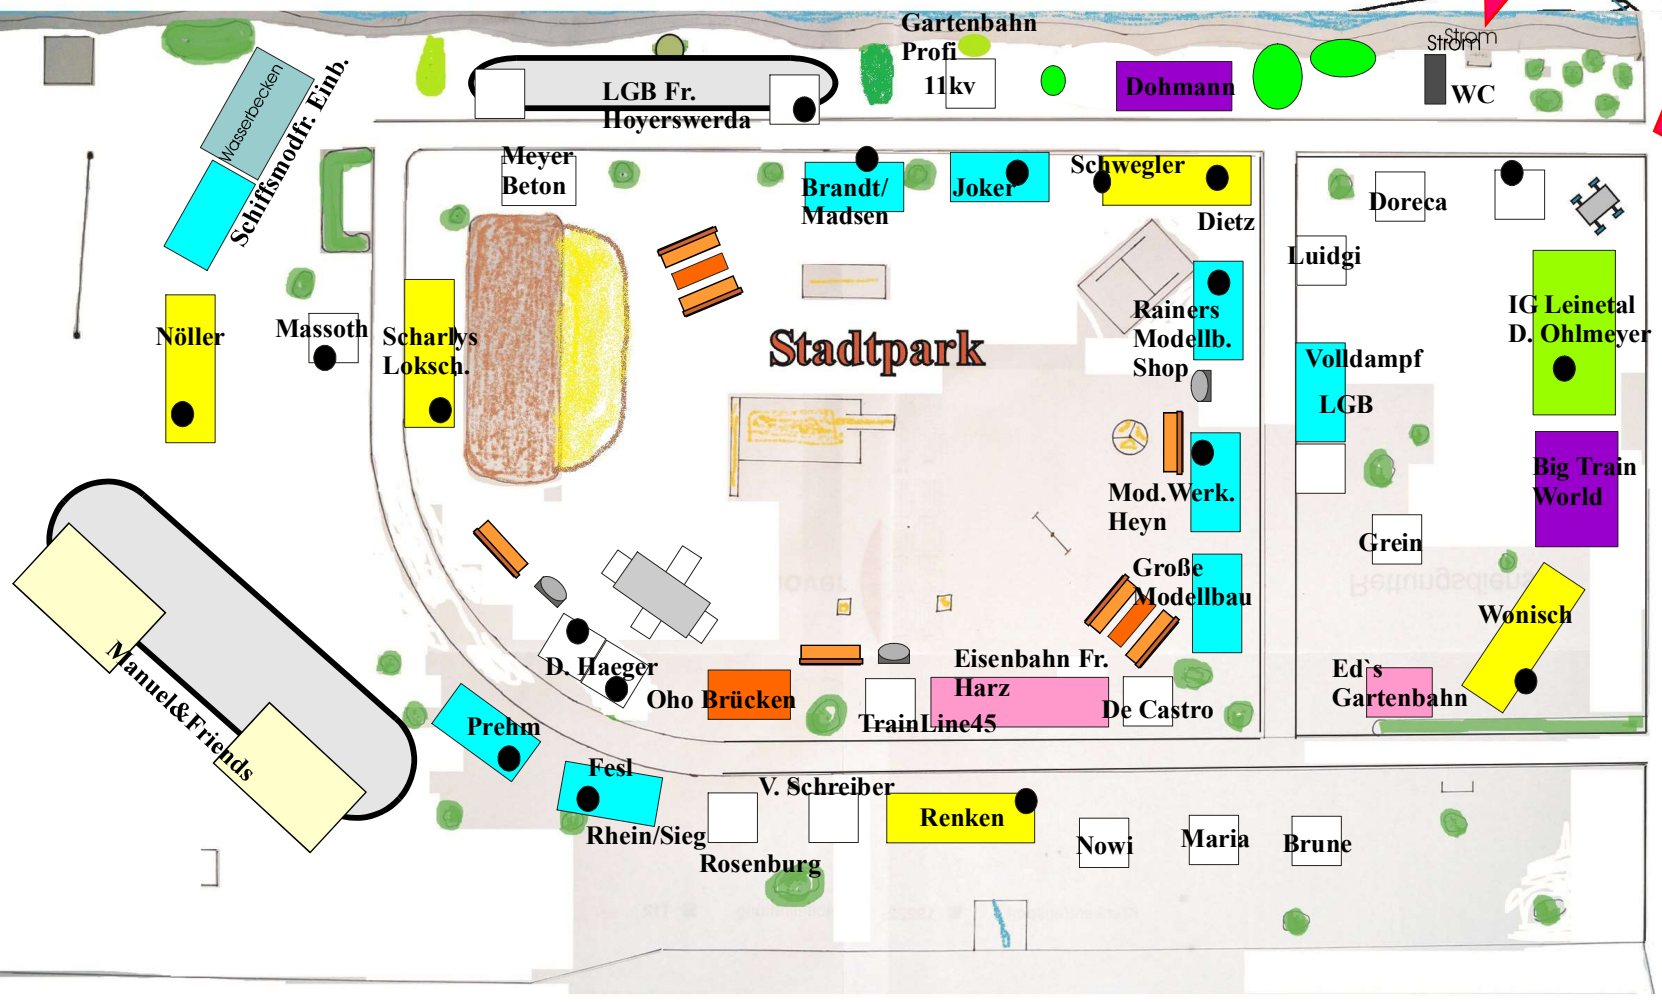 Gartenbahn
Profi
11kv
Strom
Strom
WC
Dohmann
LGB Fr.
Hoyerswerda
Wasserbecken
Schiffsmodfr. Einb.
Meyer
Beton
Brandt/
Madsen
Joker
Schwegler
Dietz
Doreca
Luidgi
Nöller
Massoth
Scharlys
Loksch.
Stadtpark
Rainers
Modellb.
Shop
Volldampf
LGB
IG Leinetal
D. Ohlmeyer
Big Train
World
Mod.Werk.
Heyn
Grein
Große
Modellbau
Wonisch
Rettungsdiens
Manuel&Friends
D. Haeger
Oho Brücken
Eisenbahn Fr.
Harz
TrainLine45
De Castro
Ed`s
Gartenbahn
Prehm
Fesl
Rhein/Sieg
V. Schreiber
Rosenburg
Renken
Nowi
Maria
Brune